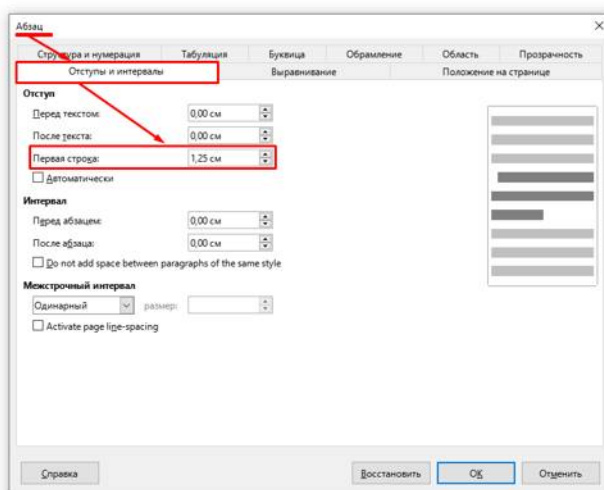 Абзац
Структура и нумерация Табуляция Буквица Обрамление Область Прозрачность
Отступы и интервалы Выравнивание Положение на странице
Отступ
Перед текстом: 0,00 см
После текста: 0,00 см
Первая строка: 1,25 см
Автоматически
Интервал
Перед абзацем: 0,00 см
После абзаца: 0,00 см
Do not add space between paragraphs of the same style
Межстрочный интервал
Одинарный размер:
Activate page line-spacing
Справка Восстановить ОК Отменить